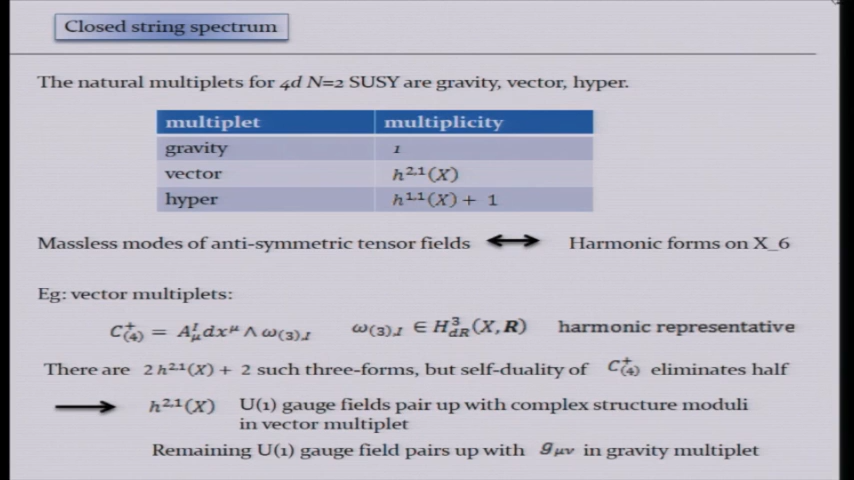 Closed string spectrum
The natural multiplets for 4d N=2 SUSY are gravity, vector, hyper.
multiplet multiplicity
gravity 1
vector h^{2,1}(X)
hyper h^{1,1}(X) + 1
Massless modes of anti-symmetric tensor fields ⟷ Harmonic forms on X_6
Eg: vector multiplets:
C^+_{(4)} = A^I_μ dx^μ ∧ ω_{(3),I} ω_{(3),I} ∈ H^3_{dR}(X, R) harmonic representative
There are 2 h^{2,1}(X) + 2 such three-forms, but self-duality of C^+_{(4)} eliminates half
⟶ h^{2,1}(X) U(1) gauge fields pair up with complex structure moduli
in vector multiplet
Remaining U(1) gauge field pairs up with g_{μν} in gravity multiplet